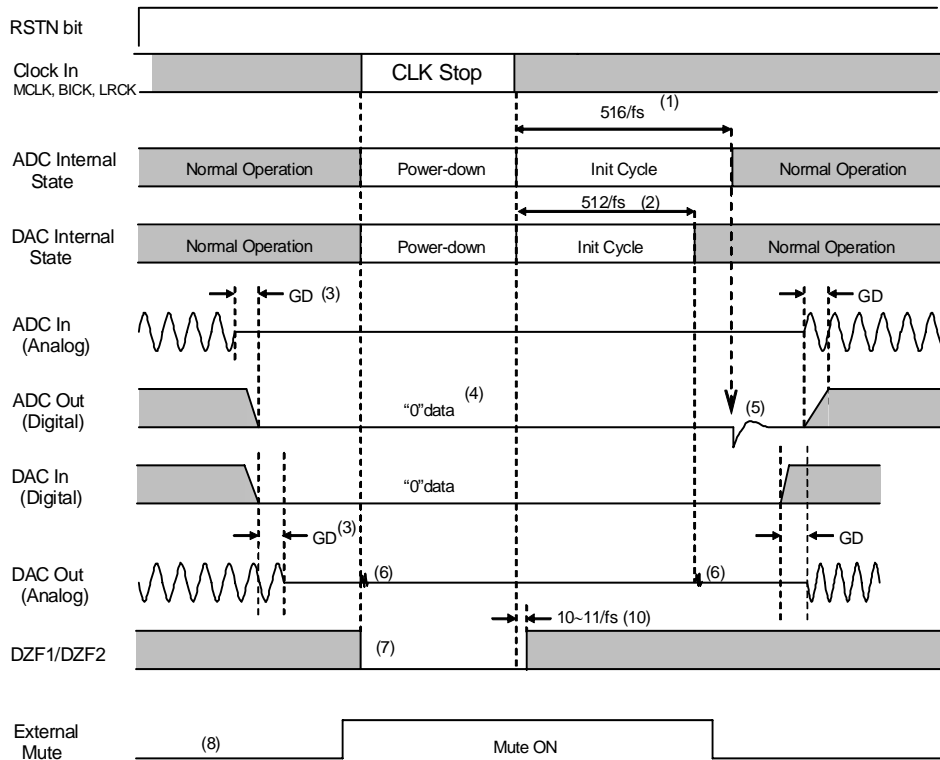 RSTN bit
Clock In
MCLK, BICK, LRCK
CLK Stop
516/fs (1)
ADC Internal
State
Normal Operation
Power-down
Init Cycle
Normal Operation
512/fs (2)
DAC Internal
State
Normal Operation
Power-down
Init Cycle
Normal Operation
GD (3)
GD
ADC In
(Analog)
ADC Out
(Digital)
"0"data
(4)
(5)
DAC In
(Digital)
"0"data
GD (3)
GD
DAC Out
(Analog)
(6)
(6)
10~11/fs (10)
DZF1/DZF2
(7)
External
Mute
(8)
Mute ON